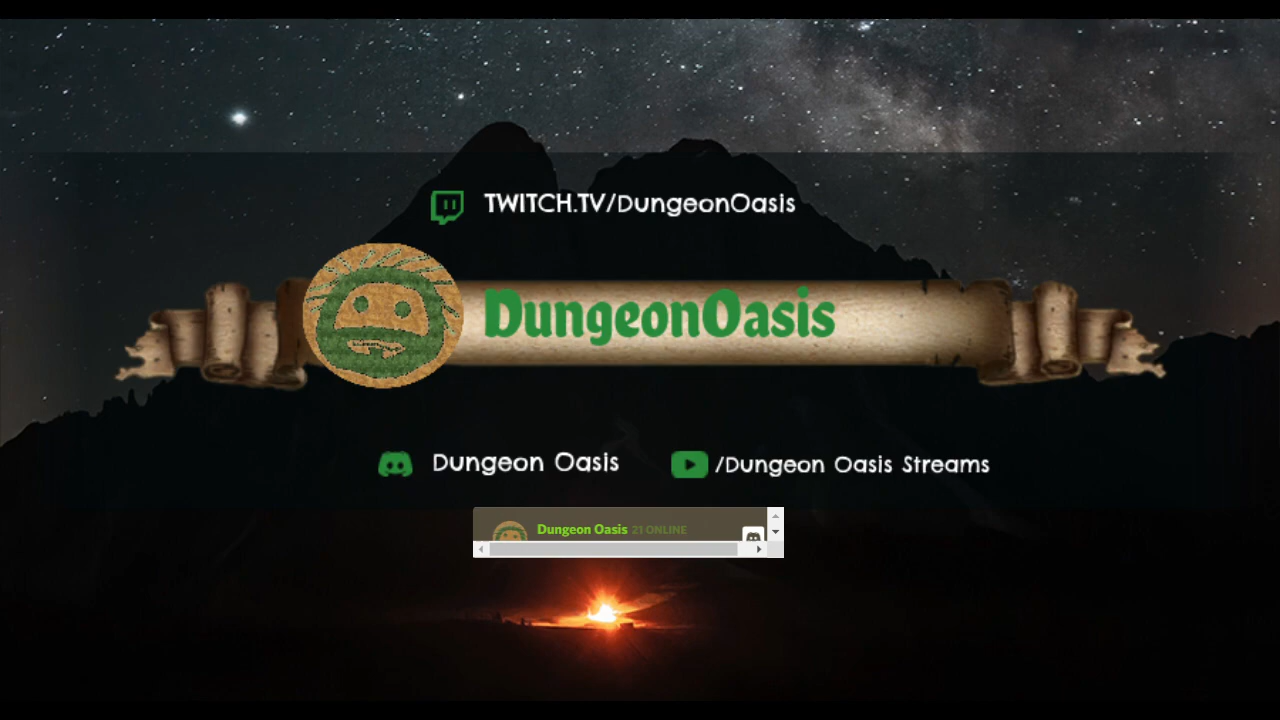 TWITCH.TV/DungeonOasis
DungeonOasis
Dungeon Oasis
/Dungeon Oasis Streams
Dungeon Oasis 21 ONLINE